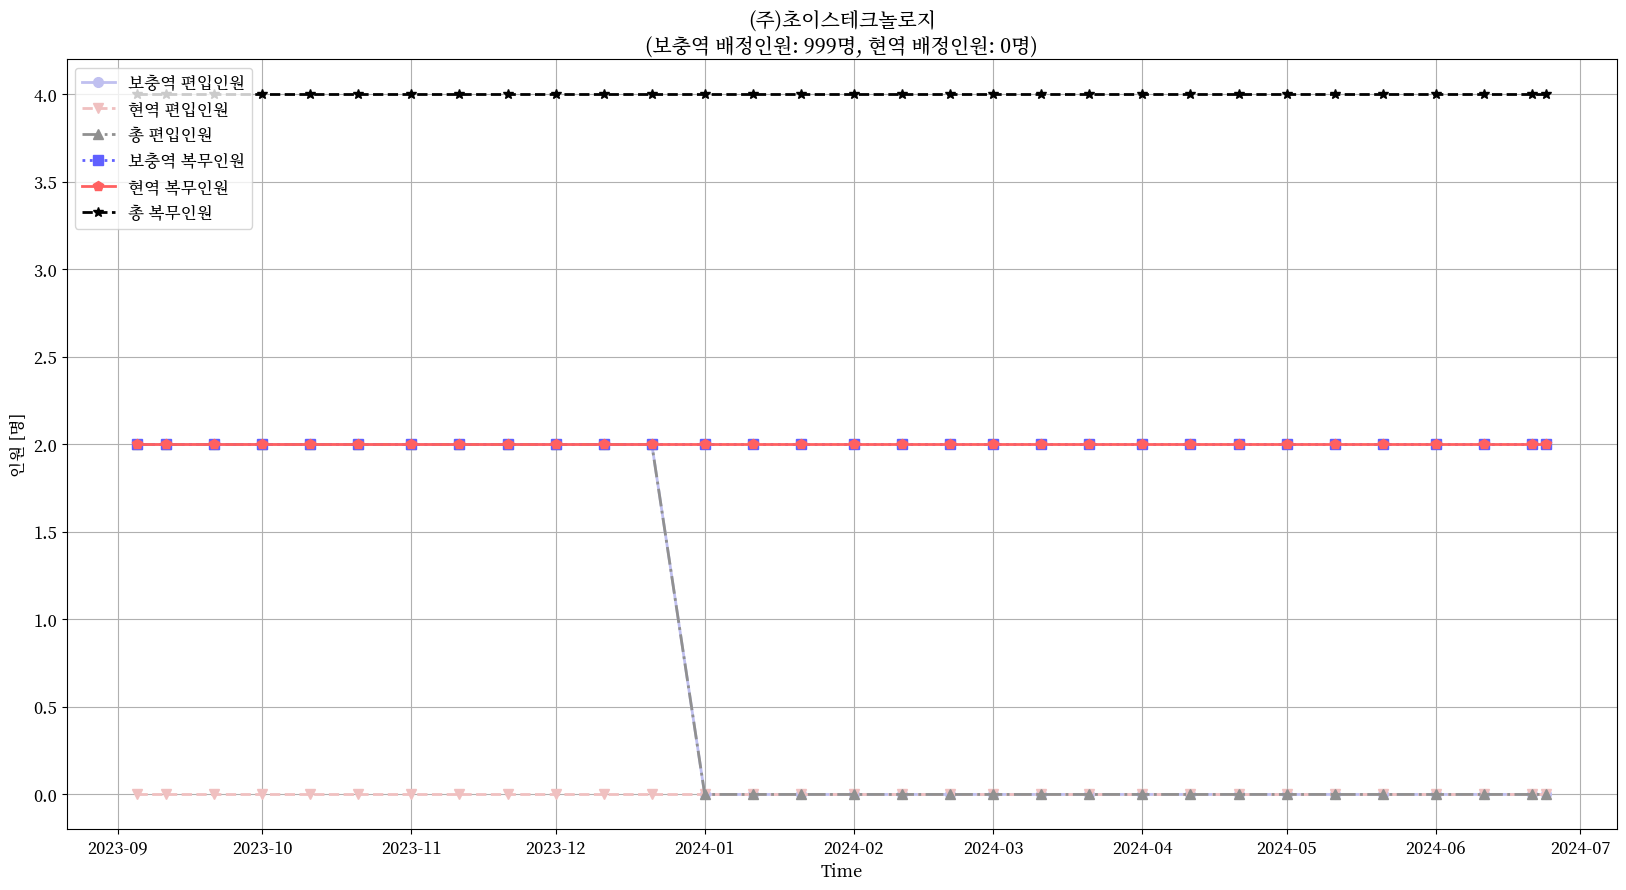 (주)초이스테크놀로지
(보충역 배정인원: 999명, 현역 배정인원: 0명)
보충역 편입인원
현역 편입인원
총 편입인원
보충역 복무인원
현역 복무인원
총 복무인원
인원 [명]
4.0
3.5
3.0
2.5
2.0
1.5
1.0
0.5
0.0
2023-09 2023-10 2023-11 2023-12 2024-01 2024-02 2024-03 2024-04 2024-05 2024-06 2024-07
Time